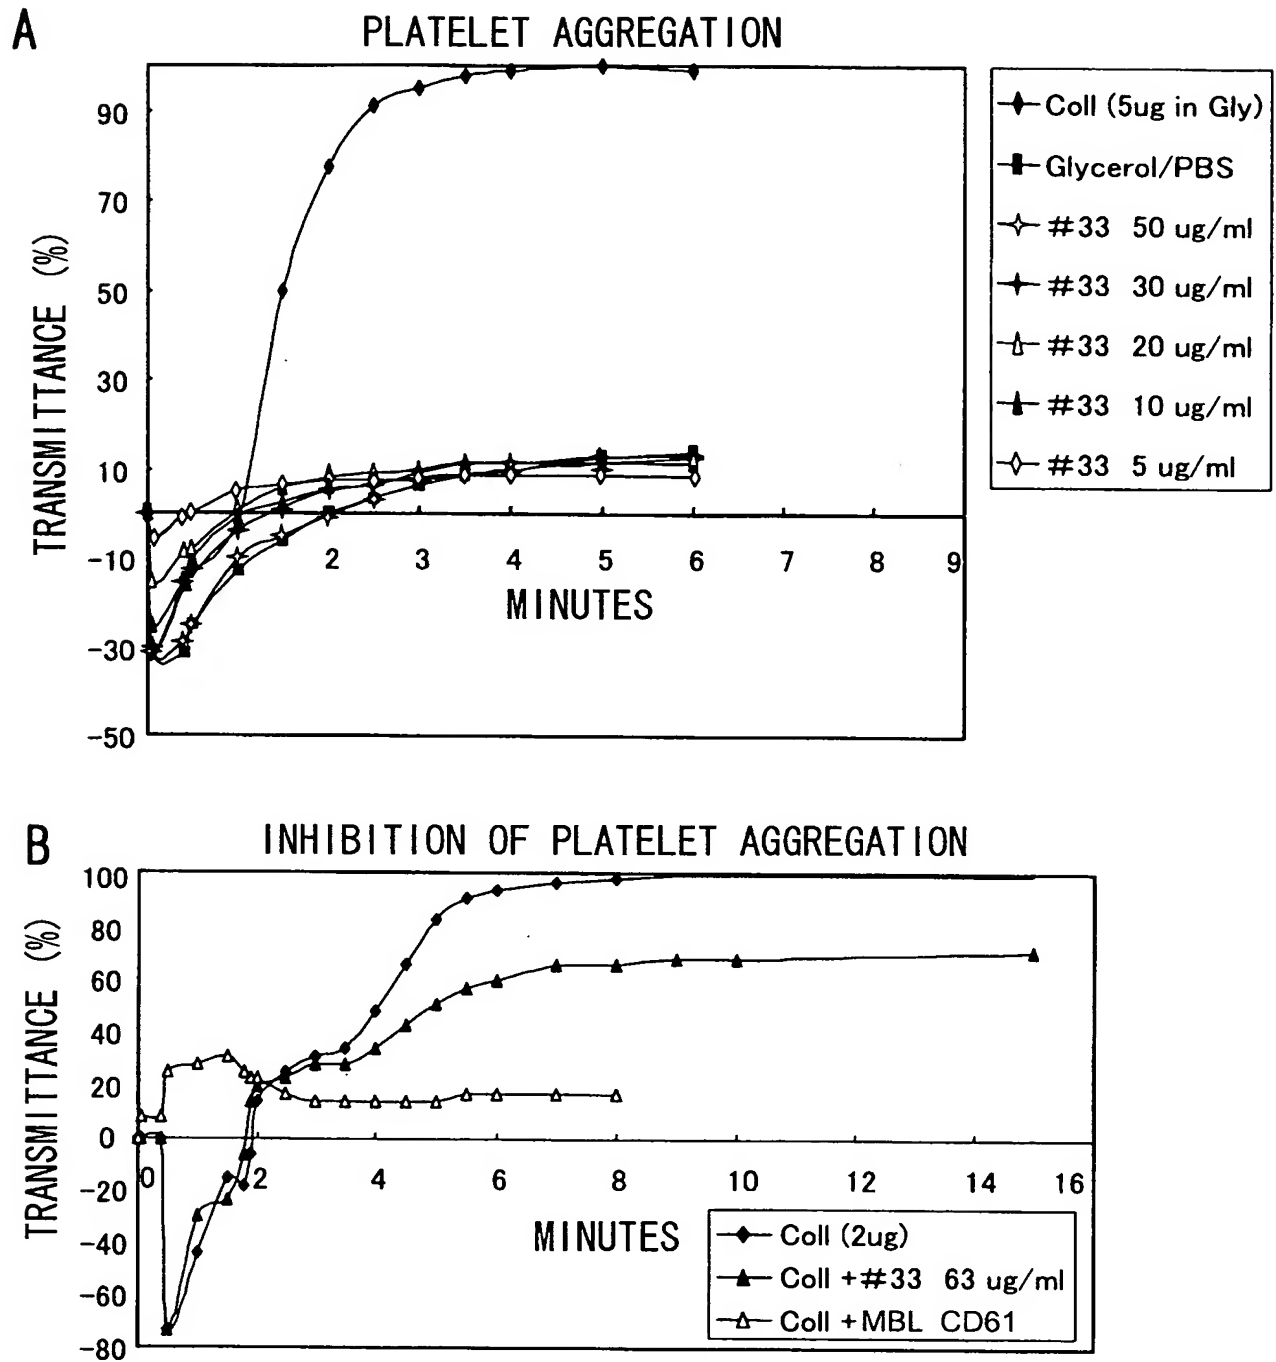 A
PLATELET AGGREGATION
TRANSMITTANCE (%)
90
70
50
30
10
-10
-30
-50
2 3 4 5 6 7 8 9
MINUTES
Coll (5ug in Gly)
Glycerol/PBS
#33 50 ug/ml
#33 30 ug/ml
#33 20 ug/ml
#33 10 ug/ml
#33 5 ug/ml
B
INHIBITION OF PLATELET AGGREGATION
TRANSMITTANCE (%)
100
80
60
40
20
0
-20
-40
-60
-80
0 2 4 6 8 10 12 14 16
MINUTES
Coll (2ug)
Coll +#33 63 ug/ml
Coll +MBL CD61